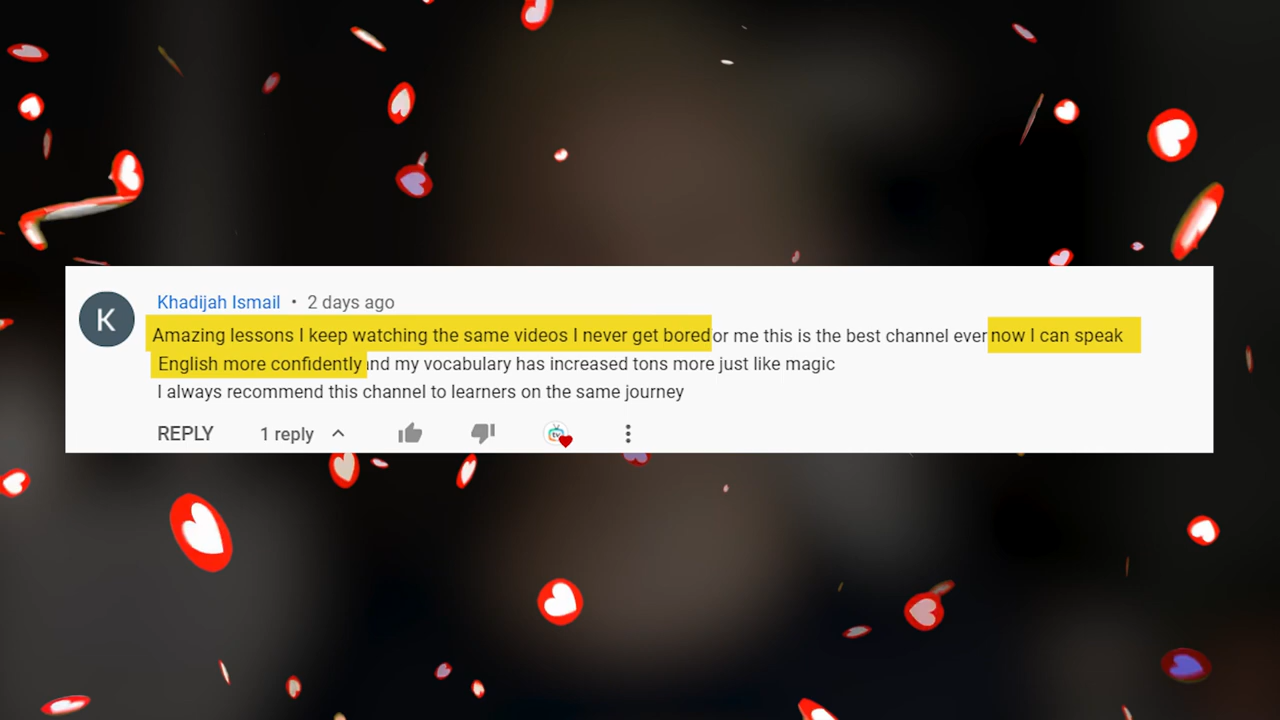 K
Khadijah Ismail • 2 days ago
Amazing lessons I keep watching the same videos I never get bored or me this is the best channel ever now I can speak
English more confidently nd my vocabulary has increased tons more just like magic
I always recommend this channel to learners on the same journey
REPLY 1 reply
tv